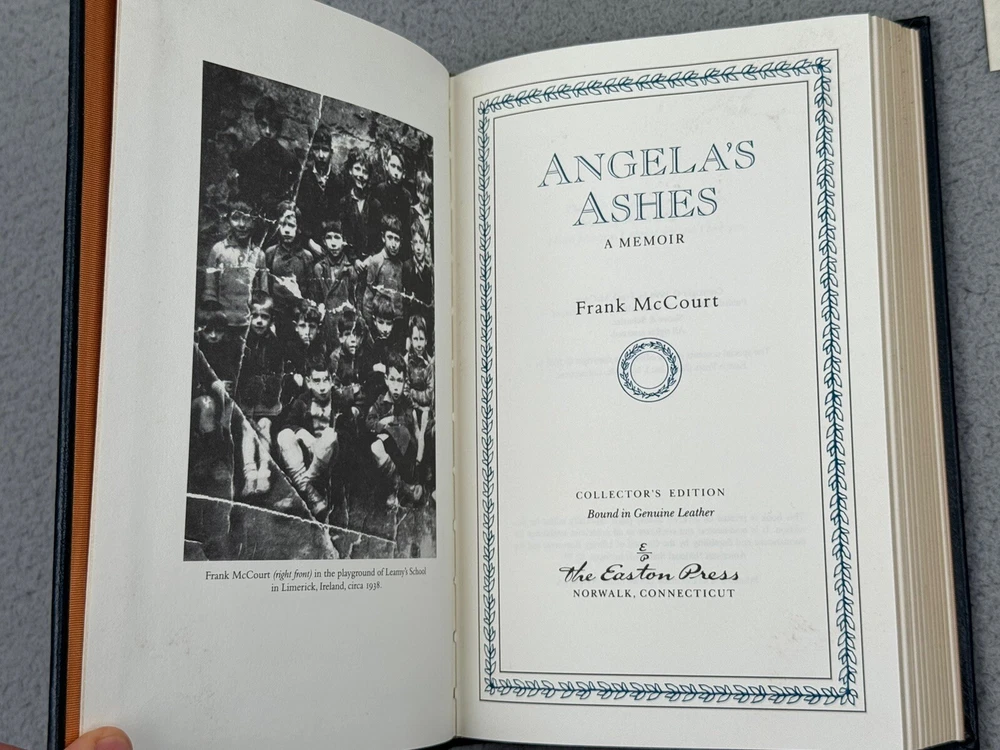 Frank McCourt (right front) in the playground of Leamy's School
in Limerick, Ireland, circa 1938.
ANGELA'S
ASHES
A MEMOIR
Frank McCourt
COLLECTOR'S EDITION
Bound in Genuine Leather
E
P
The Easton Press
NORWALK, CONNECTICUT